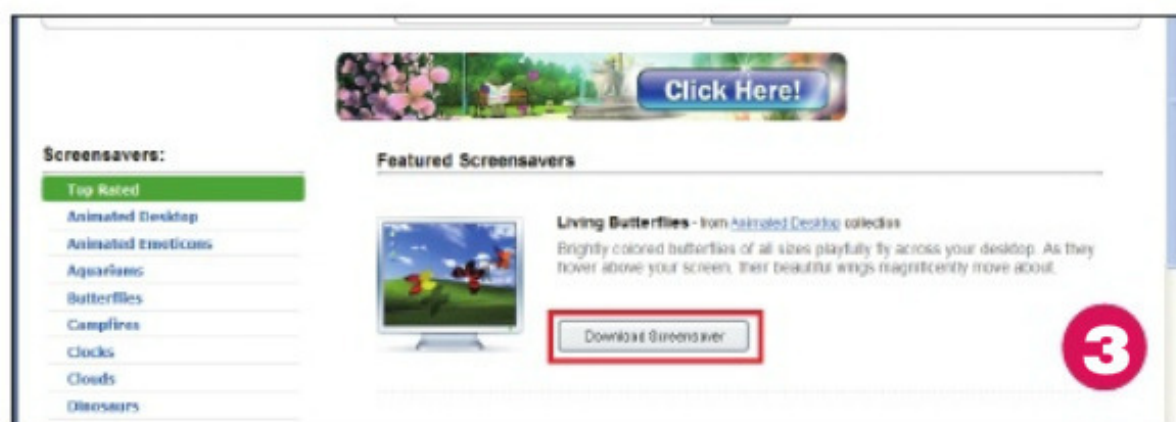 Click Here!
Screensavers:
Top Rated
Animated Desktop
Animated Emoticons
Aquariums
Butterflies
Campfires
Clocks
Clouds
Dinosaurs
Featured Screensavers
Living Butterflies - from Animated Desktop collection
Brightly colored butterflies of all sizes playfully fly across your desktop. As they
hover above your screen, their beautiful wings magnificently move about.
Download Screensaver
3